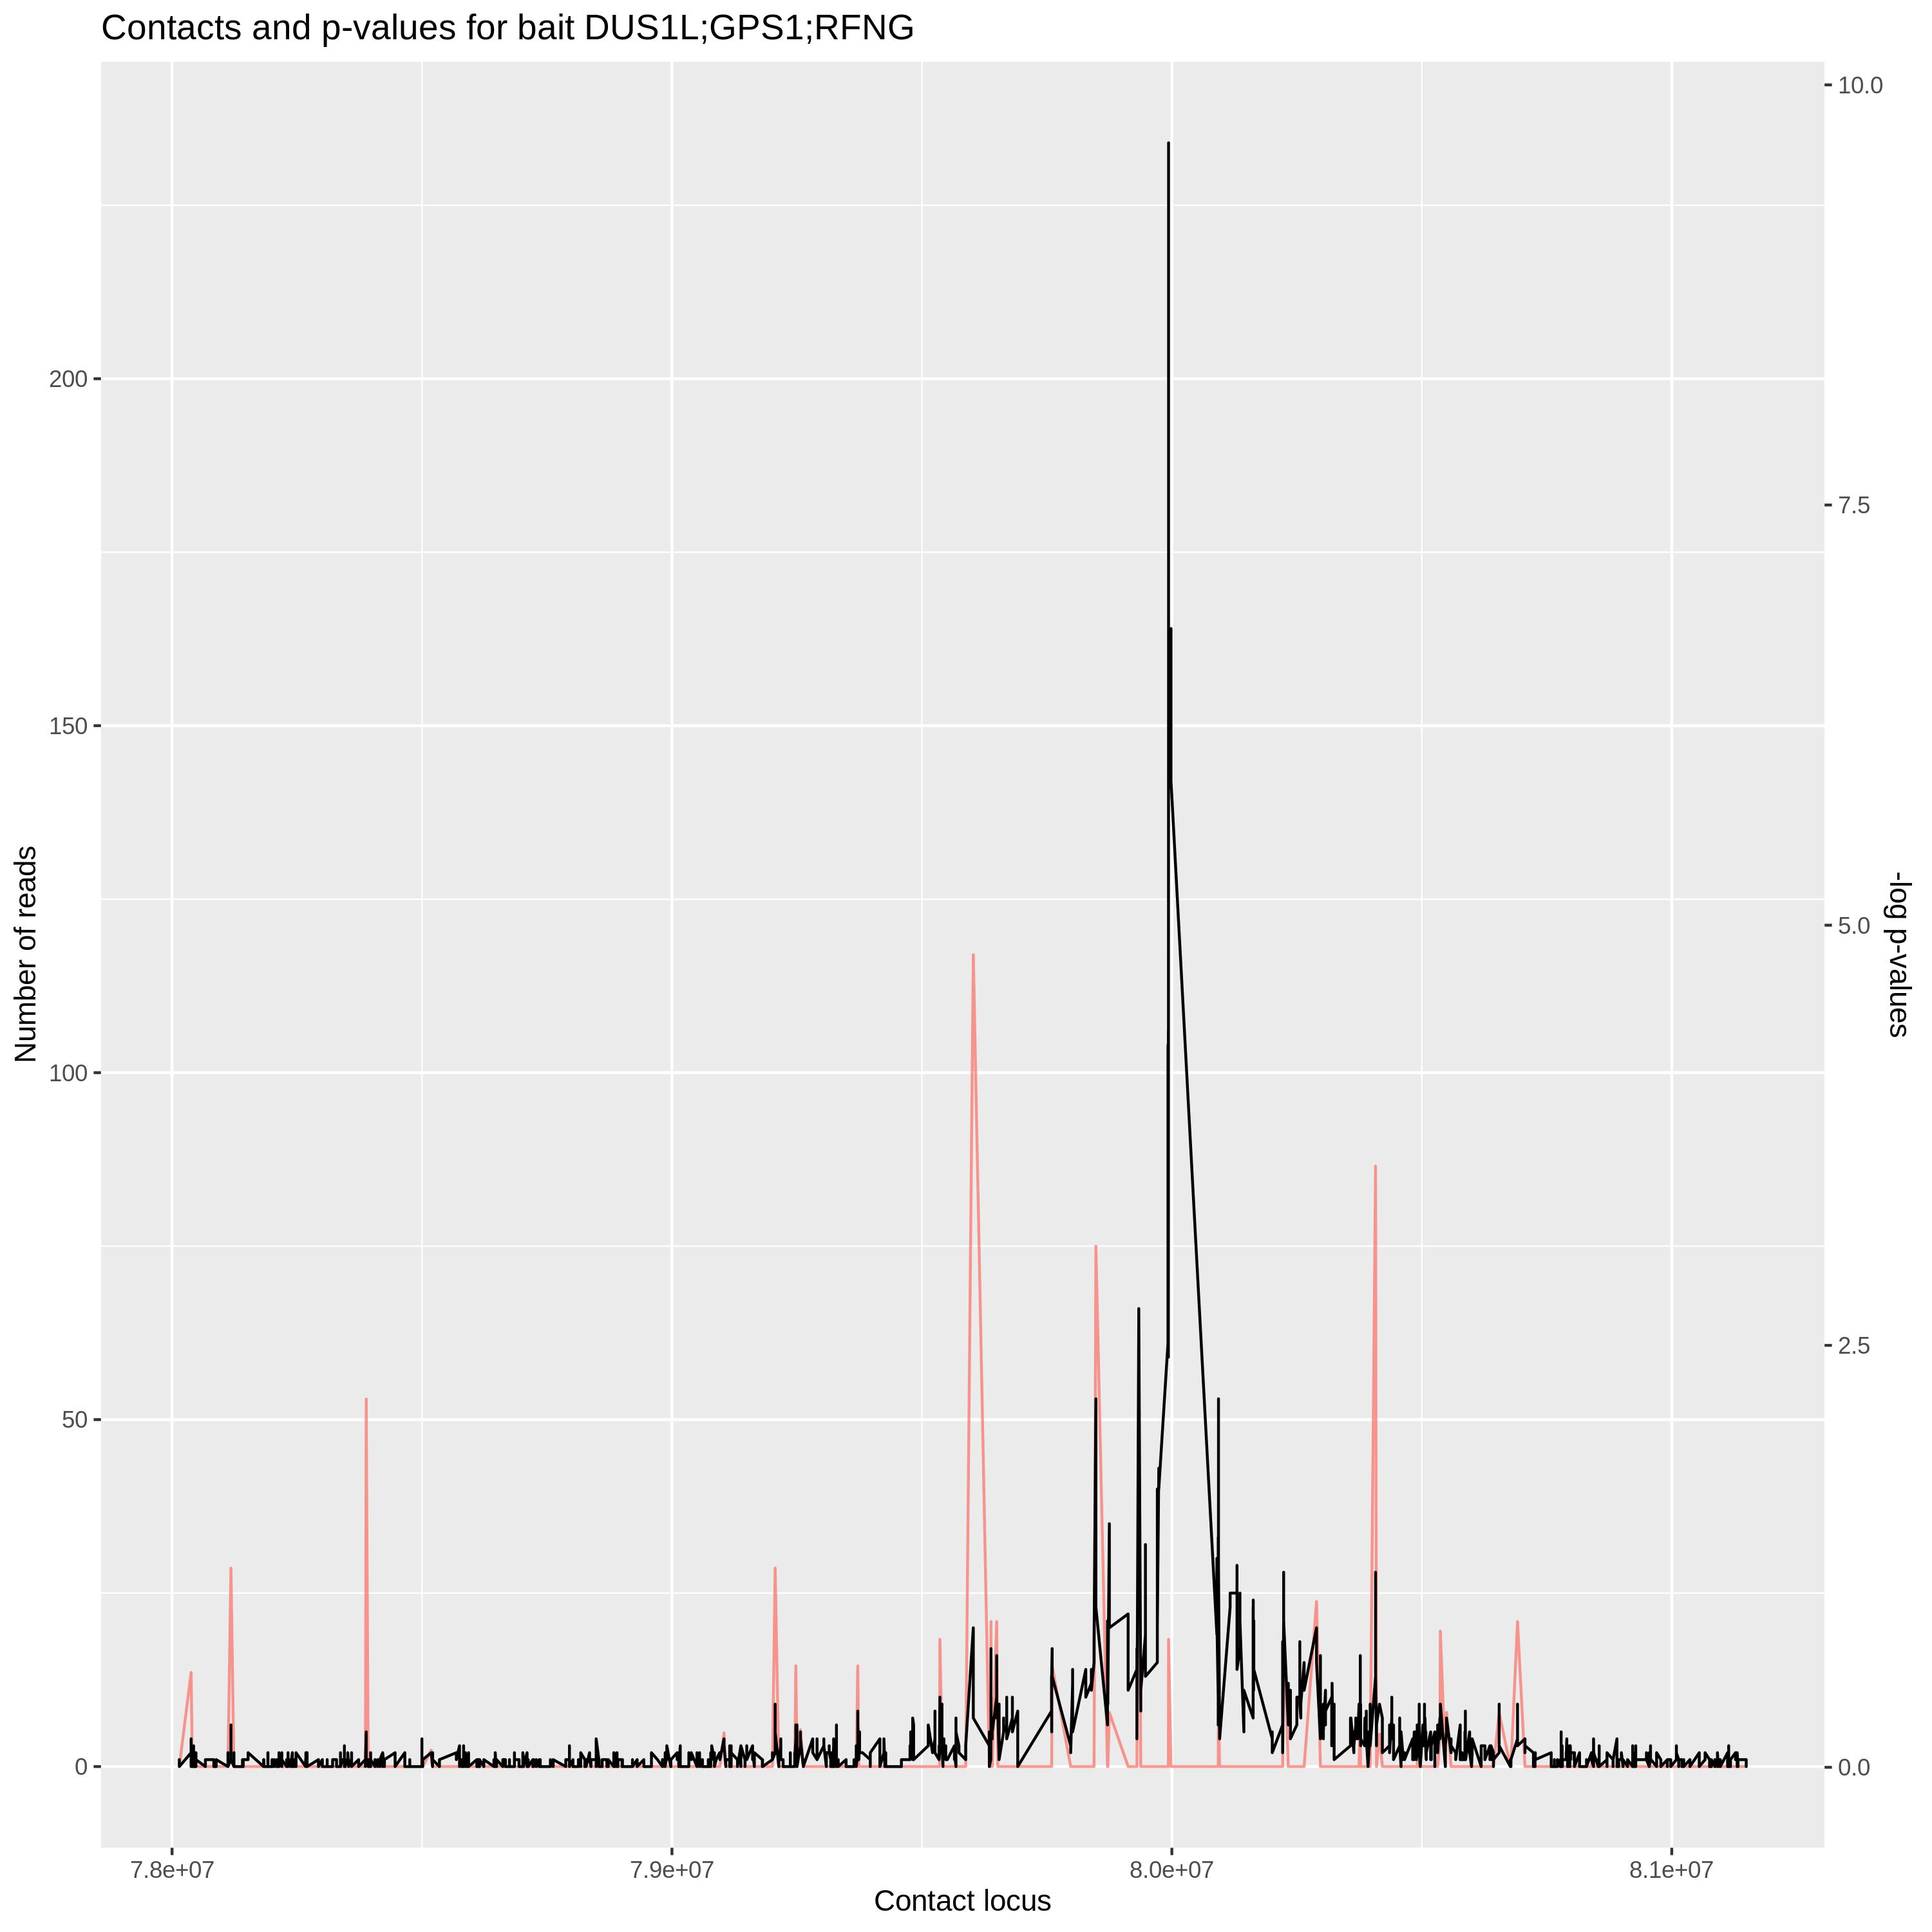 Contacts and p-values for bait DUS1L;GPS1;RFNG
10.0
7.5
5.0
2.5
0.0
200
150
100
50
0
Number of reads
-log p-values
7.8e+07
7.9e+07
8.0e+07
8.1e+07
Contact locus